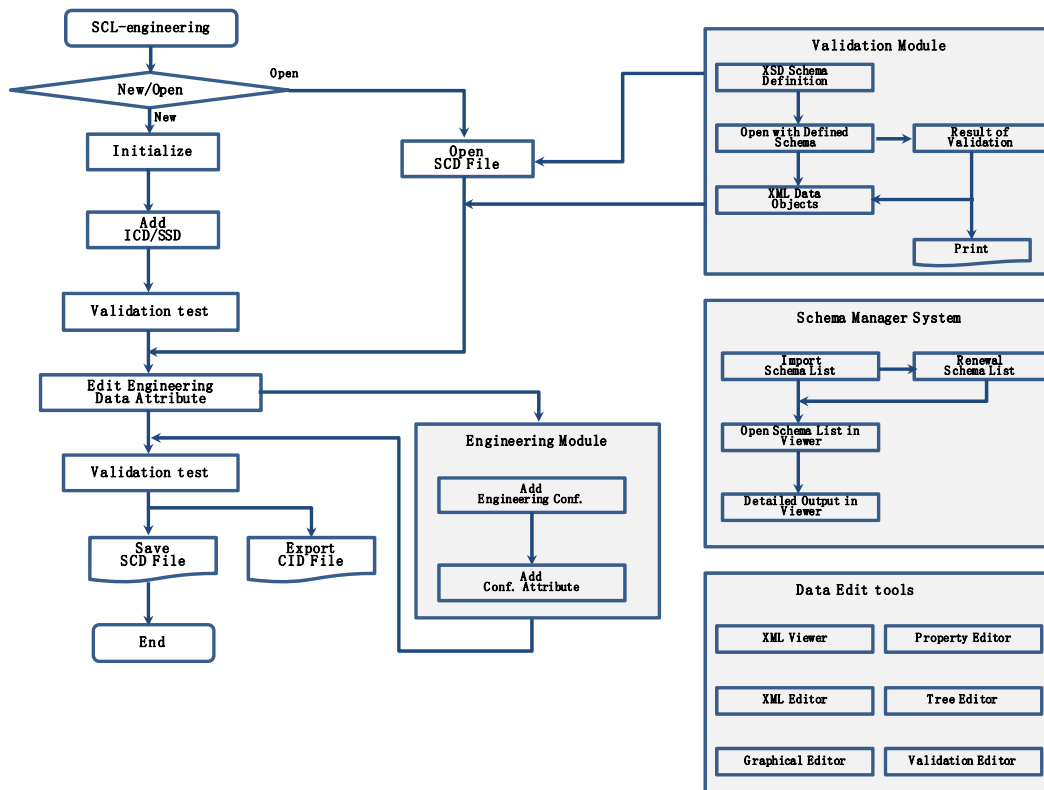 SCL-engineering
New/Open
Open
New
Initialize
Add
ICD/SSD
Validation test
Edit Engineering
Data Attribute
Validation test
Save
SCD File
Export
CID File
End
Open
SCD File
Engineering Module
Add
Engineering Conf.
Add
Conf. Attribute
Validation Module
XSD Schema
Definition
Open with Defined
Schema
Result of
Validation
XML Data
Objects
Print
Schema Manager System
Import
Schema List
Renewal
Schema List
Open Schema List in
Viewer
Detailed Output in
Viewer
Data Edit tools
XML Viewer
Property Editor
XML Editor
Tree Editor
Graphical Editor
Validation Editor